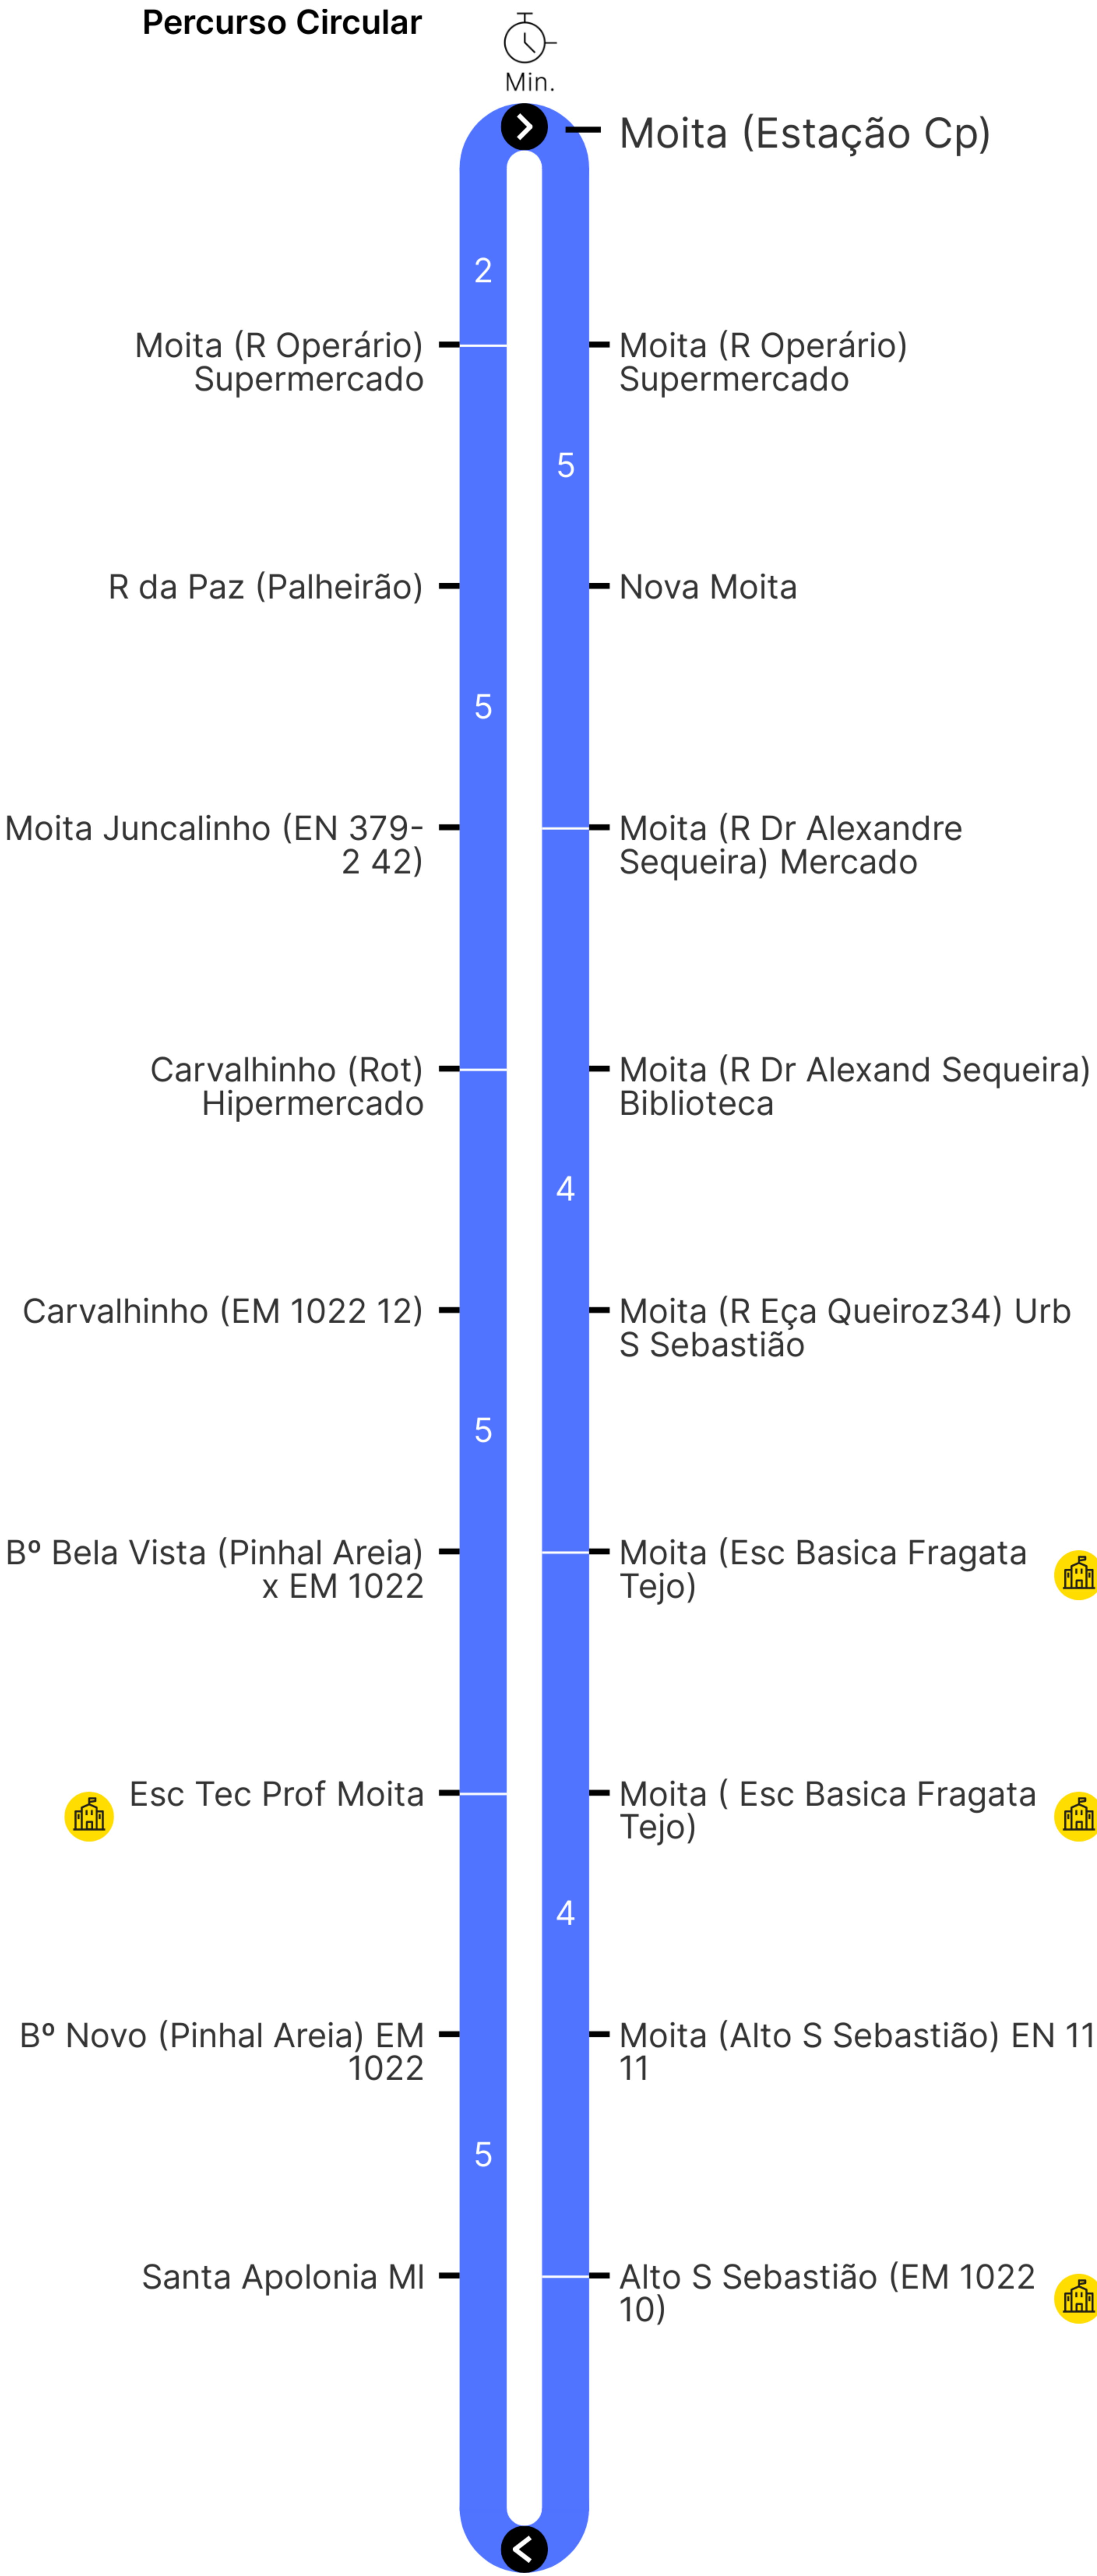 Percurso Circular
Min.
Moita (Estação Cp)
2
Moita (R Operário)
Supermercado
Moita (R Operário)
Supermercado
5
R da Paz (Palheirão)
Nova Moita
5
Moita Juncalinho (EN 379-
2 42)
Moita (R Dr Alexandre
Sequeira) Mercado
Carvalhinho (Rot)
Hipermercado
Moita (R Dr Alexand Sequeira)
Biblioteca
4
Carvalhinho (EM 1022 12)
Moita (R Eça Queiroz34) Urb
S Sebastião
5
Bº Bela Vista (Pinhal Areia)
x EM 1022
Moita (Esc Basica Fragata
Tejo)
Esc Tec Prof Moita
Moita ( Esc Basica Fragata
Tejo)
4
Bº Novo (Pinhal Areia) EM
1022
Moita (Alto S Sebastião) EN 11
11
5
Santa Apolonia MI
Alto S Sebastião (EM 1022
10)